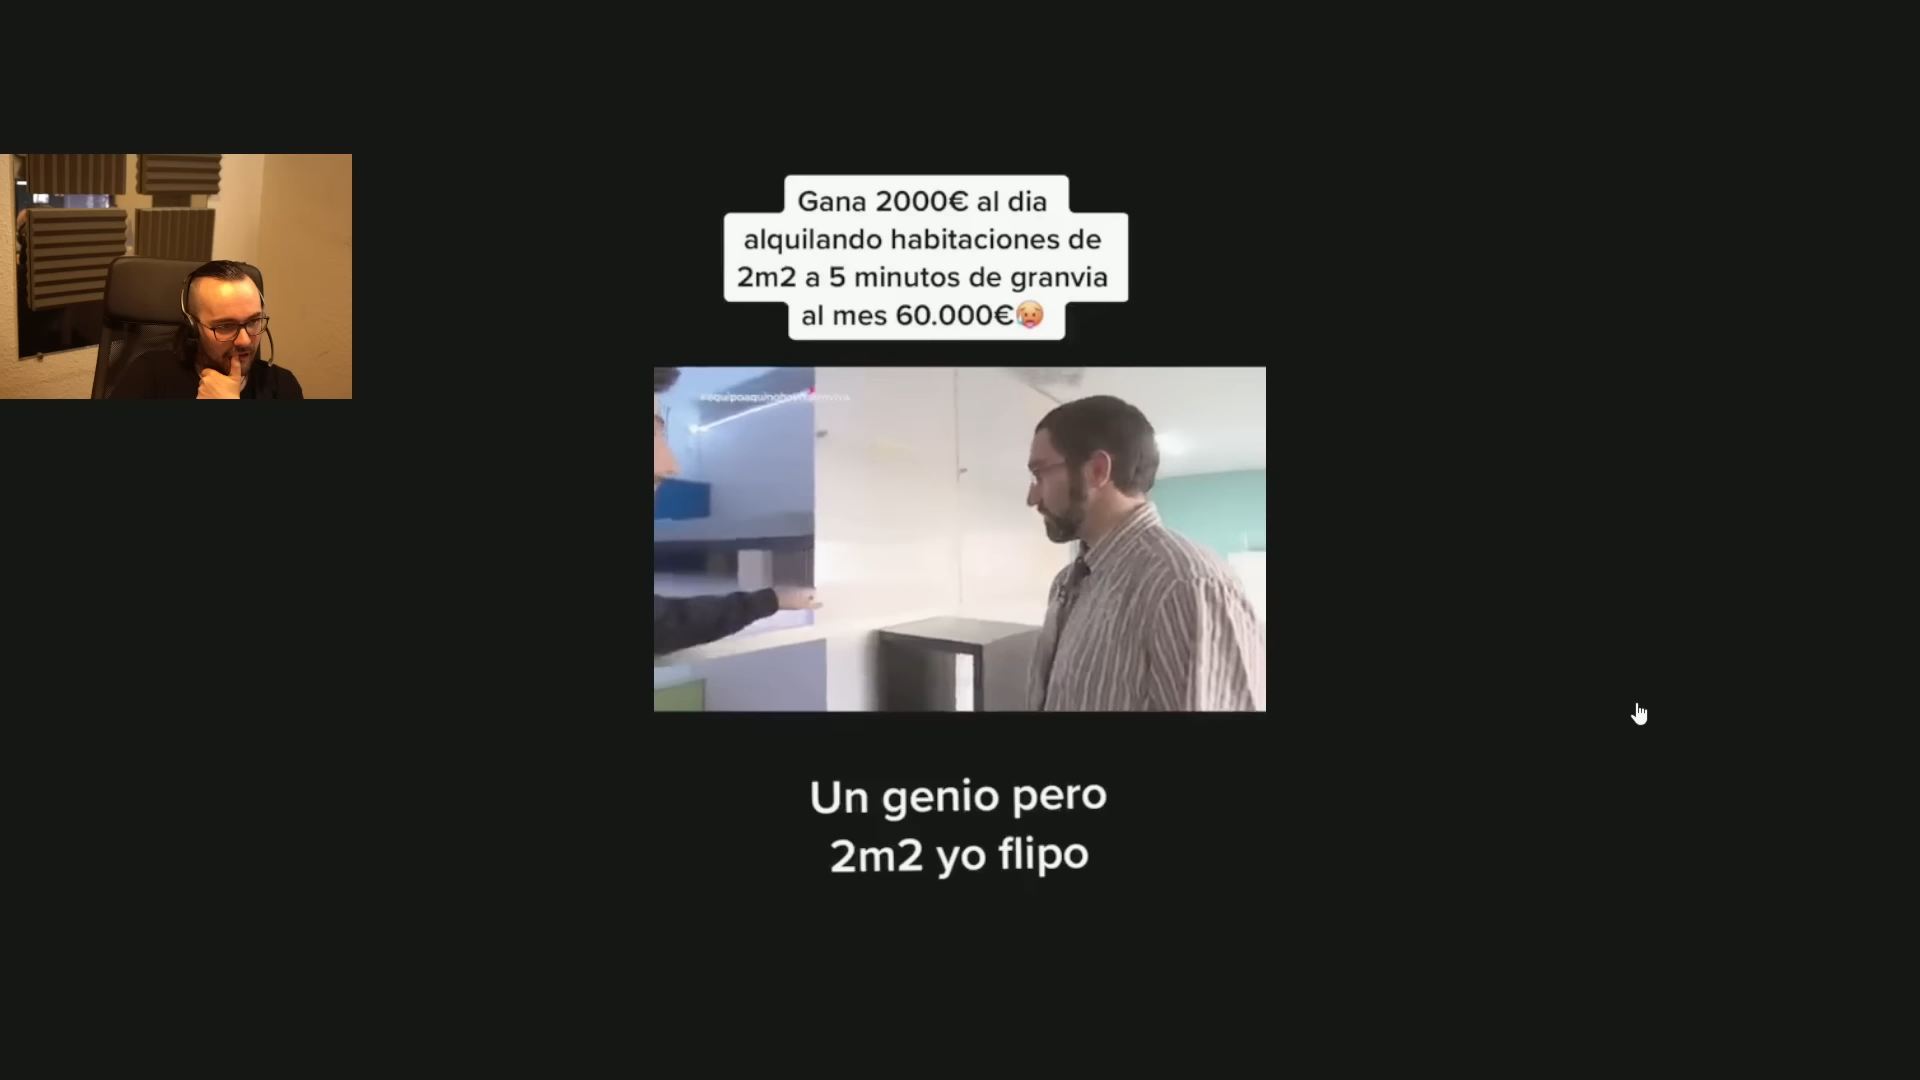 Gana 2000€ al dia
alquilando habitaciones de
2m2 a 5 minutos de granvia
al mes 60.000€🥵
Un genio pero
2m2 yo flipo